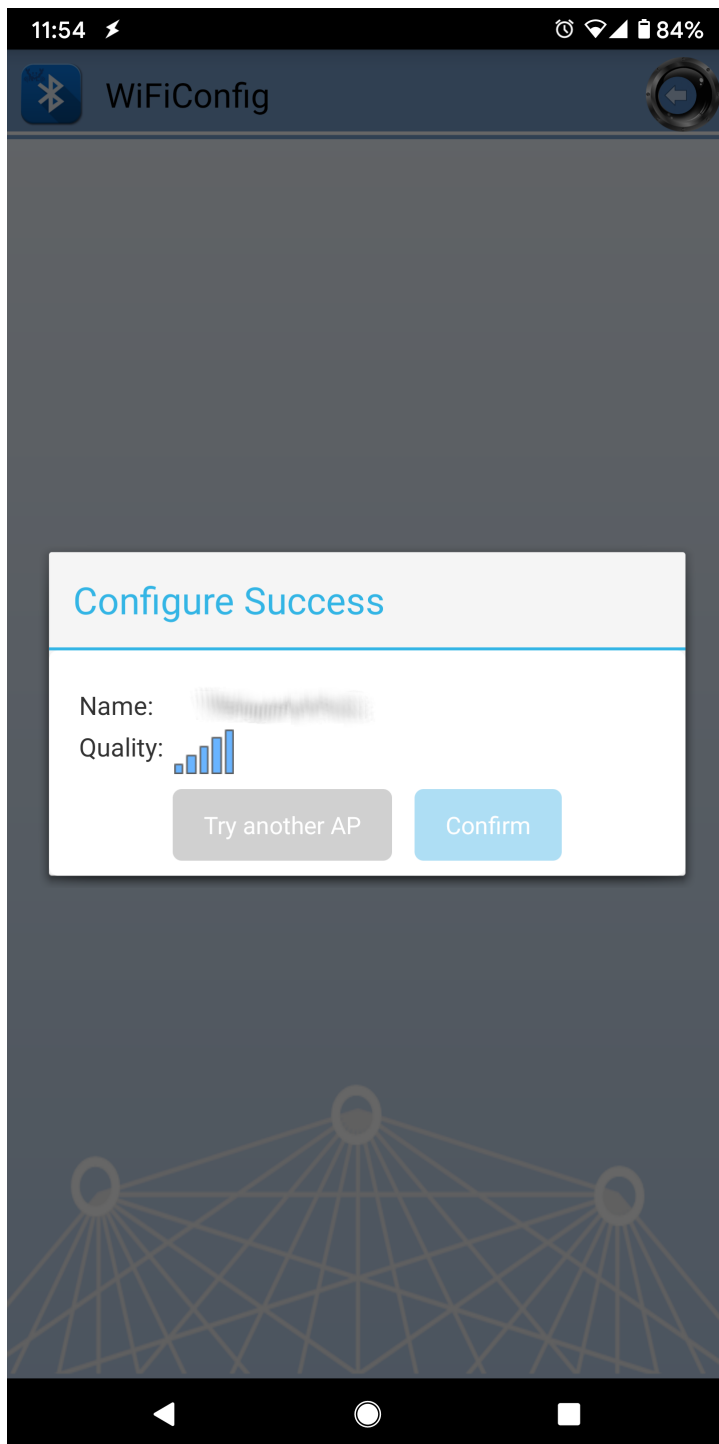 11:54 84%
WiFiConfig
Configure Success
Name:
Quality:
Try another AP Confirm